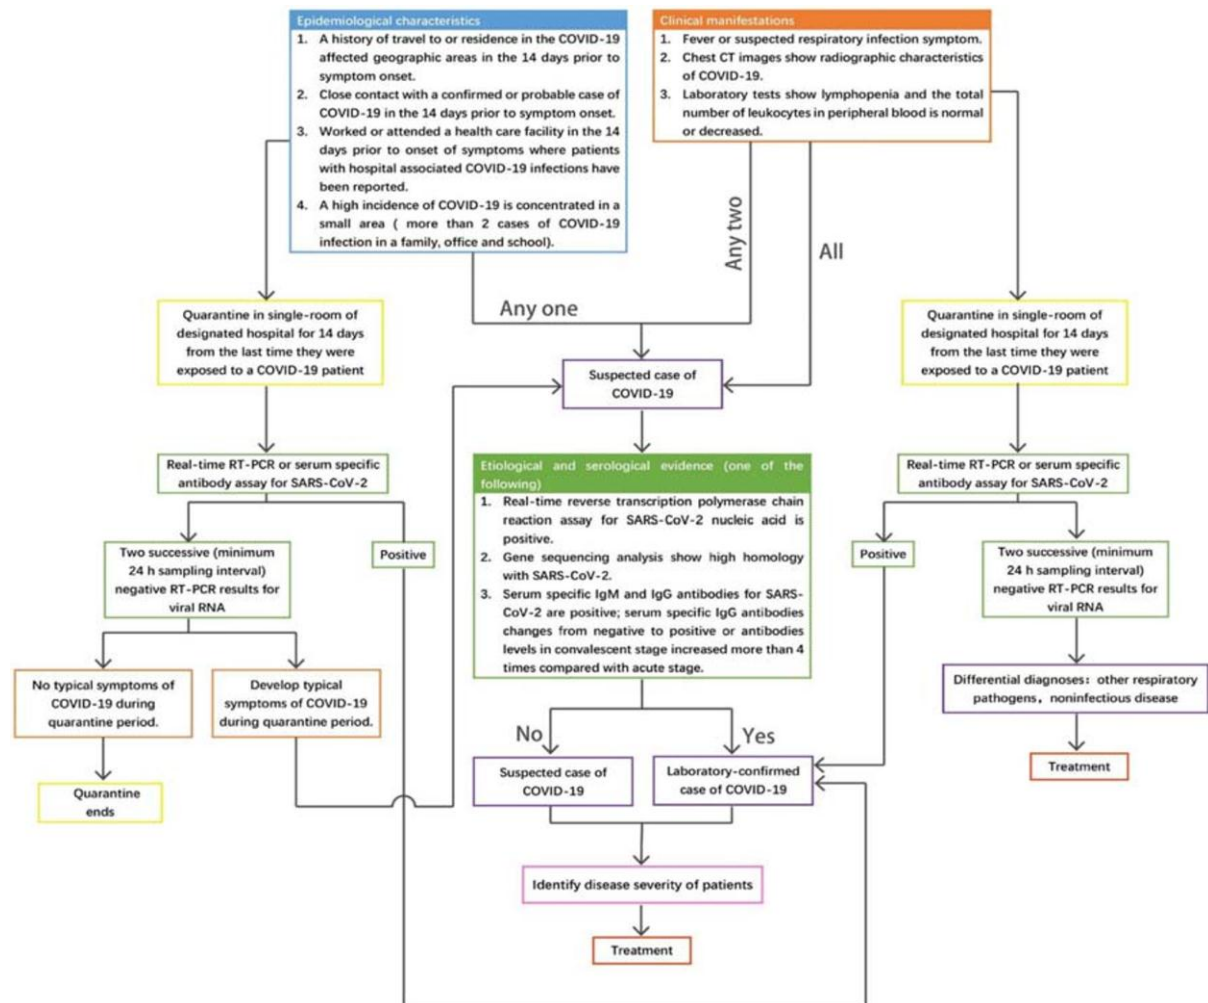 Epidemiological characteristics
1. A history of travel to or residence in the COVID-19
affected geographic areas in the 14 days prior to
symptom onset.
2. Close contact with a confirmed or probable case of
COVID-19 in the 14 days prior to symptom onset.
3. Worked or attended a health care facility in the 14
days prior to onset of symptoms where patients
with hospital associated COVID-19 infections have
been reported.
4. A high incidence of COVID-19 is concentrated in a
small area ( more than 2 cases of COVID-19
infection in a family, office and school).
Clinical manifestations
1. Fever or suspected respiratory infection symptom.
2. Chest CT images show radiographic characteristics
of COVID-19.
3. Laboratory tests show lymphopenia and the total
number of leukocytes in peripheral blood is normal
or decreased.
Any one
Any two
All
Quarantine in single-room of
designated hospital for 14 days
from the last time they were
exposed to a COVID-19 patient
Suspected case of
COVID-19
Quarantine in single-room of
designated hospital for 14 days
from the last time they were
exposed to a COVID-19 patient
Real-time RT-PCR or serum specific
antibody assay for SARS-CoV-2
Etiological and serological evidence (one of the
following)
1. Real-time reverse transcription polymerase chain
reaction assay for SARS-CoV-2 nucleic acid is
positive.
2. Gene sequencing analysis show high homology
with SARS-CoV-2.
3. Serum specific IgM and IgG antibodies for SARS-
CoV-2 are positive; serum specific IgG antibodies
changes from negative to positive or antibodies
levels in convalescent stage increased more than 4
times compared with acute stage.
Real-time RT-PCR or serum specific
antibody assay for SARS-CoV-2
Two successive (minimum
24 h sampling interval)
negative RT-PCR results for
viral RNA
Positive
Positive
Two successive (minimum
24 h sampling interval)
negative RT-PCR results for
viral RNA
No typical symptoms of
COVID-19 during
quarantine period.
Develop typical
symptoms of COVID-19
during quarantine period.
Differential diagnoses: other respiratory
pathogens, noninfectious disease
No
Yes
Quarantine
ends
Suspected case of
COVID-19
Laboratory-confirmed
case of COVID-19
Treatment
Identify disease severity of patients
Treatment